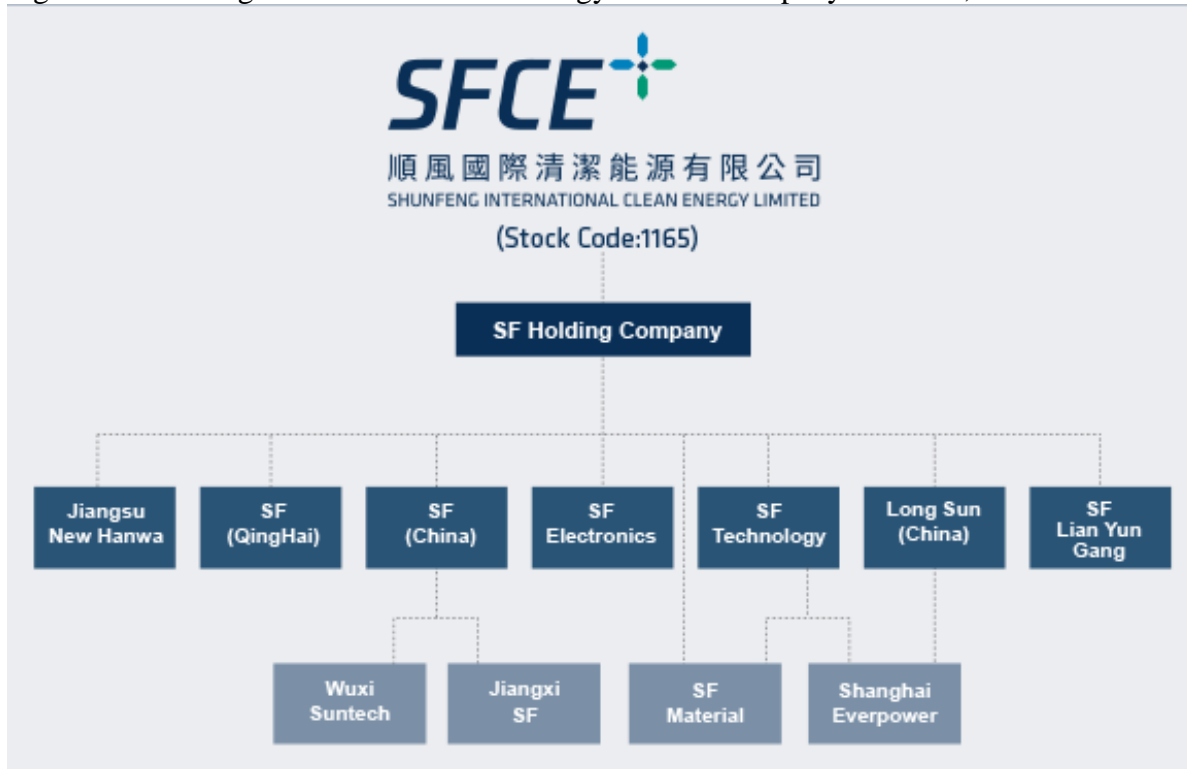 SFCE
順風國際清潔能源有限公司
SHUNFENG INTERNATIONAL CLEAN ENERGY LIMITED
(Stock Code:1165)
SF Holding Company
Jiangsu
New Hanwa
SF
(QingHai)
SF
(China)
SF
Electronics
SF
Technology
Long Sun
(China)
SF
Lian Yun
Gang
Wuxi
Suntech
Jiangxi
SF
SF
Material
Shanghai
Everpower